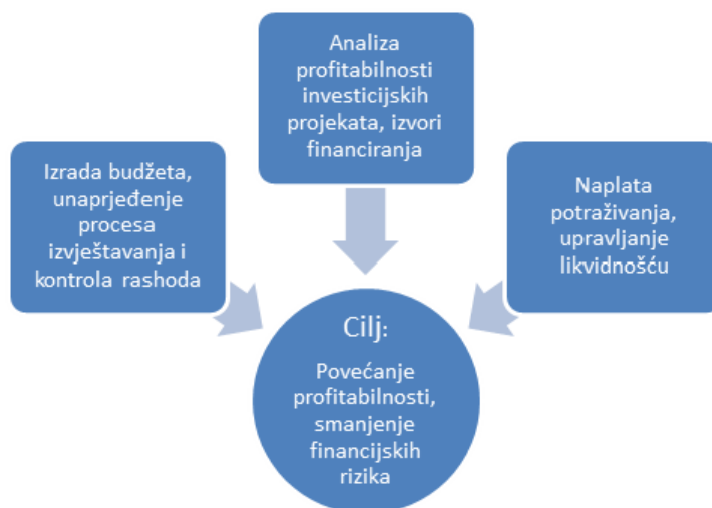 Analiza
profitabilnosti
investicijskih
projekata, izvori
financiranja
Izrada budžeta,
unaprjeđenje
procesa
izvještavanja i
kontrola rashoda
Naplata
potraživanja,
upravljanje
likvidnošću
Cilj:
Povećanje
profitabilnosti,
smanjenje
financijskih
rizika